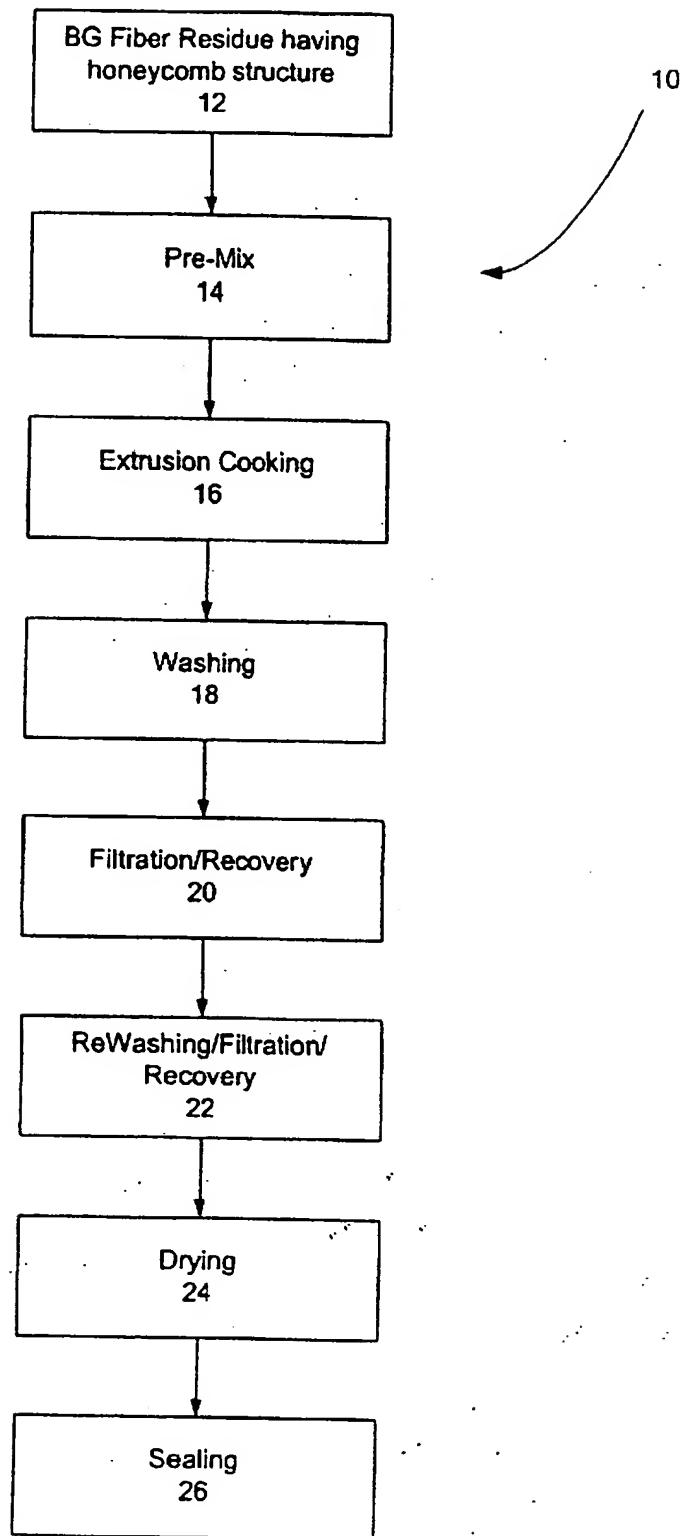 BG Fiber Residue having
honeycomb structure
12
10
Pre-Mix
14
Extrusion Cooking
16
Washing
18
Filtration/Recovery
20
ReWashing/Filtration/
Recovery
22
Drying
24
Sealing
26